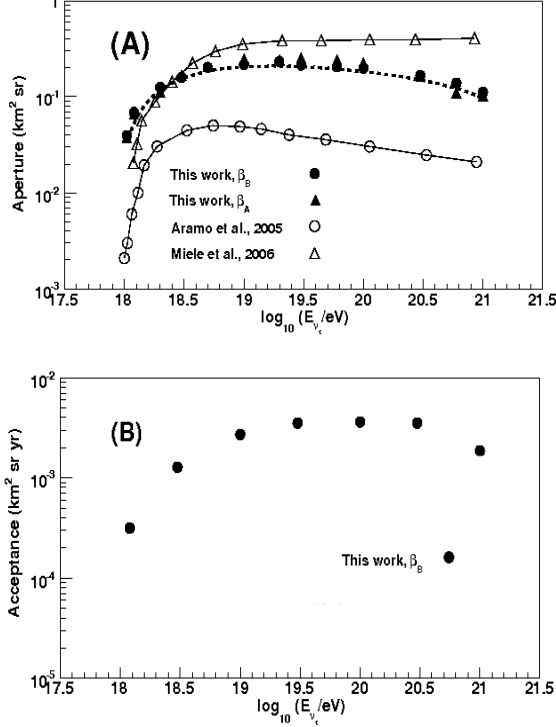 1
(A)
10⁻¹
10⁻²
10⁻³
Aperture (km² sr)
This work, β_B
This work, β_A
Aramo et al., 2005
Miele et al., 2006
17.5 18 18.5 19 19.5 20 20.5 21 21.5
log₁₀ (E_ντ/eV)
10⁻²
(B)
10⁻³
10⁻⁴
10⁻⁵
Acceptance (km² sr yr)
This work, β_B
17.5 18 18.5 19 19.5 20 20.5 21 21.5
log₁₀ (E_ντ/eV)